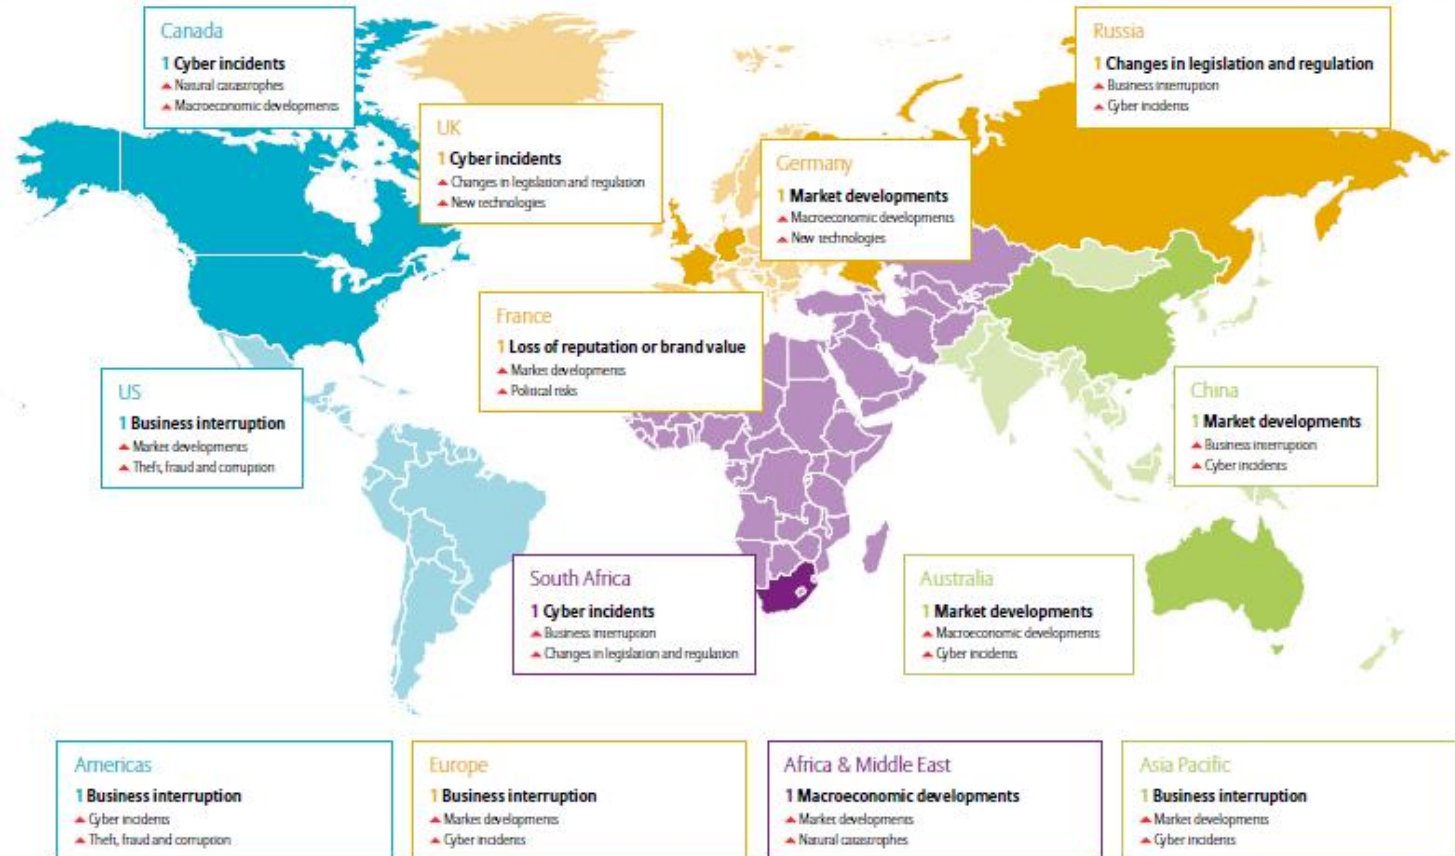 Canada
1 Cyber incidents
Natural catastrophes
Macroeconomic developments
Russia
1 Changes in legislation and regulation
Business interruption
Cyber incidents
UK
1 Cyber incidents
Changes in legislation and regulation
New technologies
Germany
1 Market developments
Macroeconomic developments
New technologies
France
1 Loss of reputation or brand value
Market developments
Political risks
US
1 Business interruption
Market developments
Theft, fraud and corruption
China
1 Market developments
Business interruption
Cyber incidents
South Africa
1 Cyber incidents
Business interruption
Changes in legislation and regulation
Australia
1 Market developments
Macroeconomic developments
Cyber incidents
Americas
1 Business interruption
Cyber incidents
Theft, fraud and corruption
Europe
1 Business interruption
Market developments
Cyber incidents
Africa & Middle East
1 Macroeconomic developments
Market developments
Natural catastrophes
Asia Pacific
1 Business interruption
Market developments
Cyber incidents